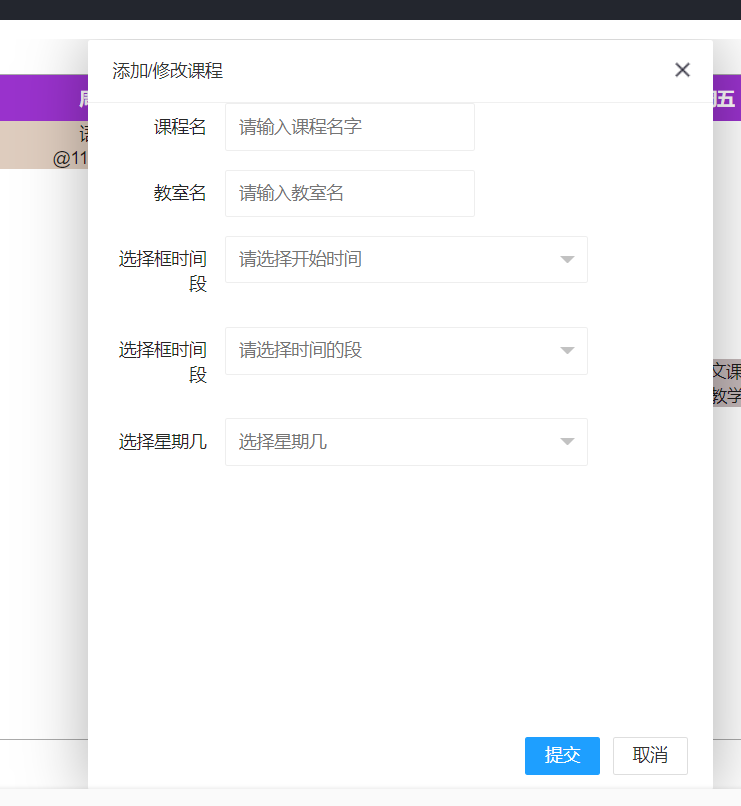 添加/修改课程
课程名
请输入课程名字
五
教室名
请输入教室名
@11
选择框时间
段
请选择开始时间
选择框时间
段
请选择时间的段
文课
教学
选择星期几
选择星期几
提交
取消